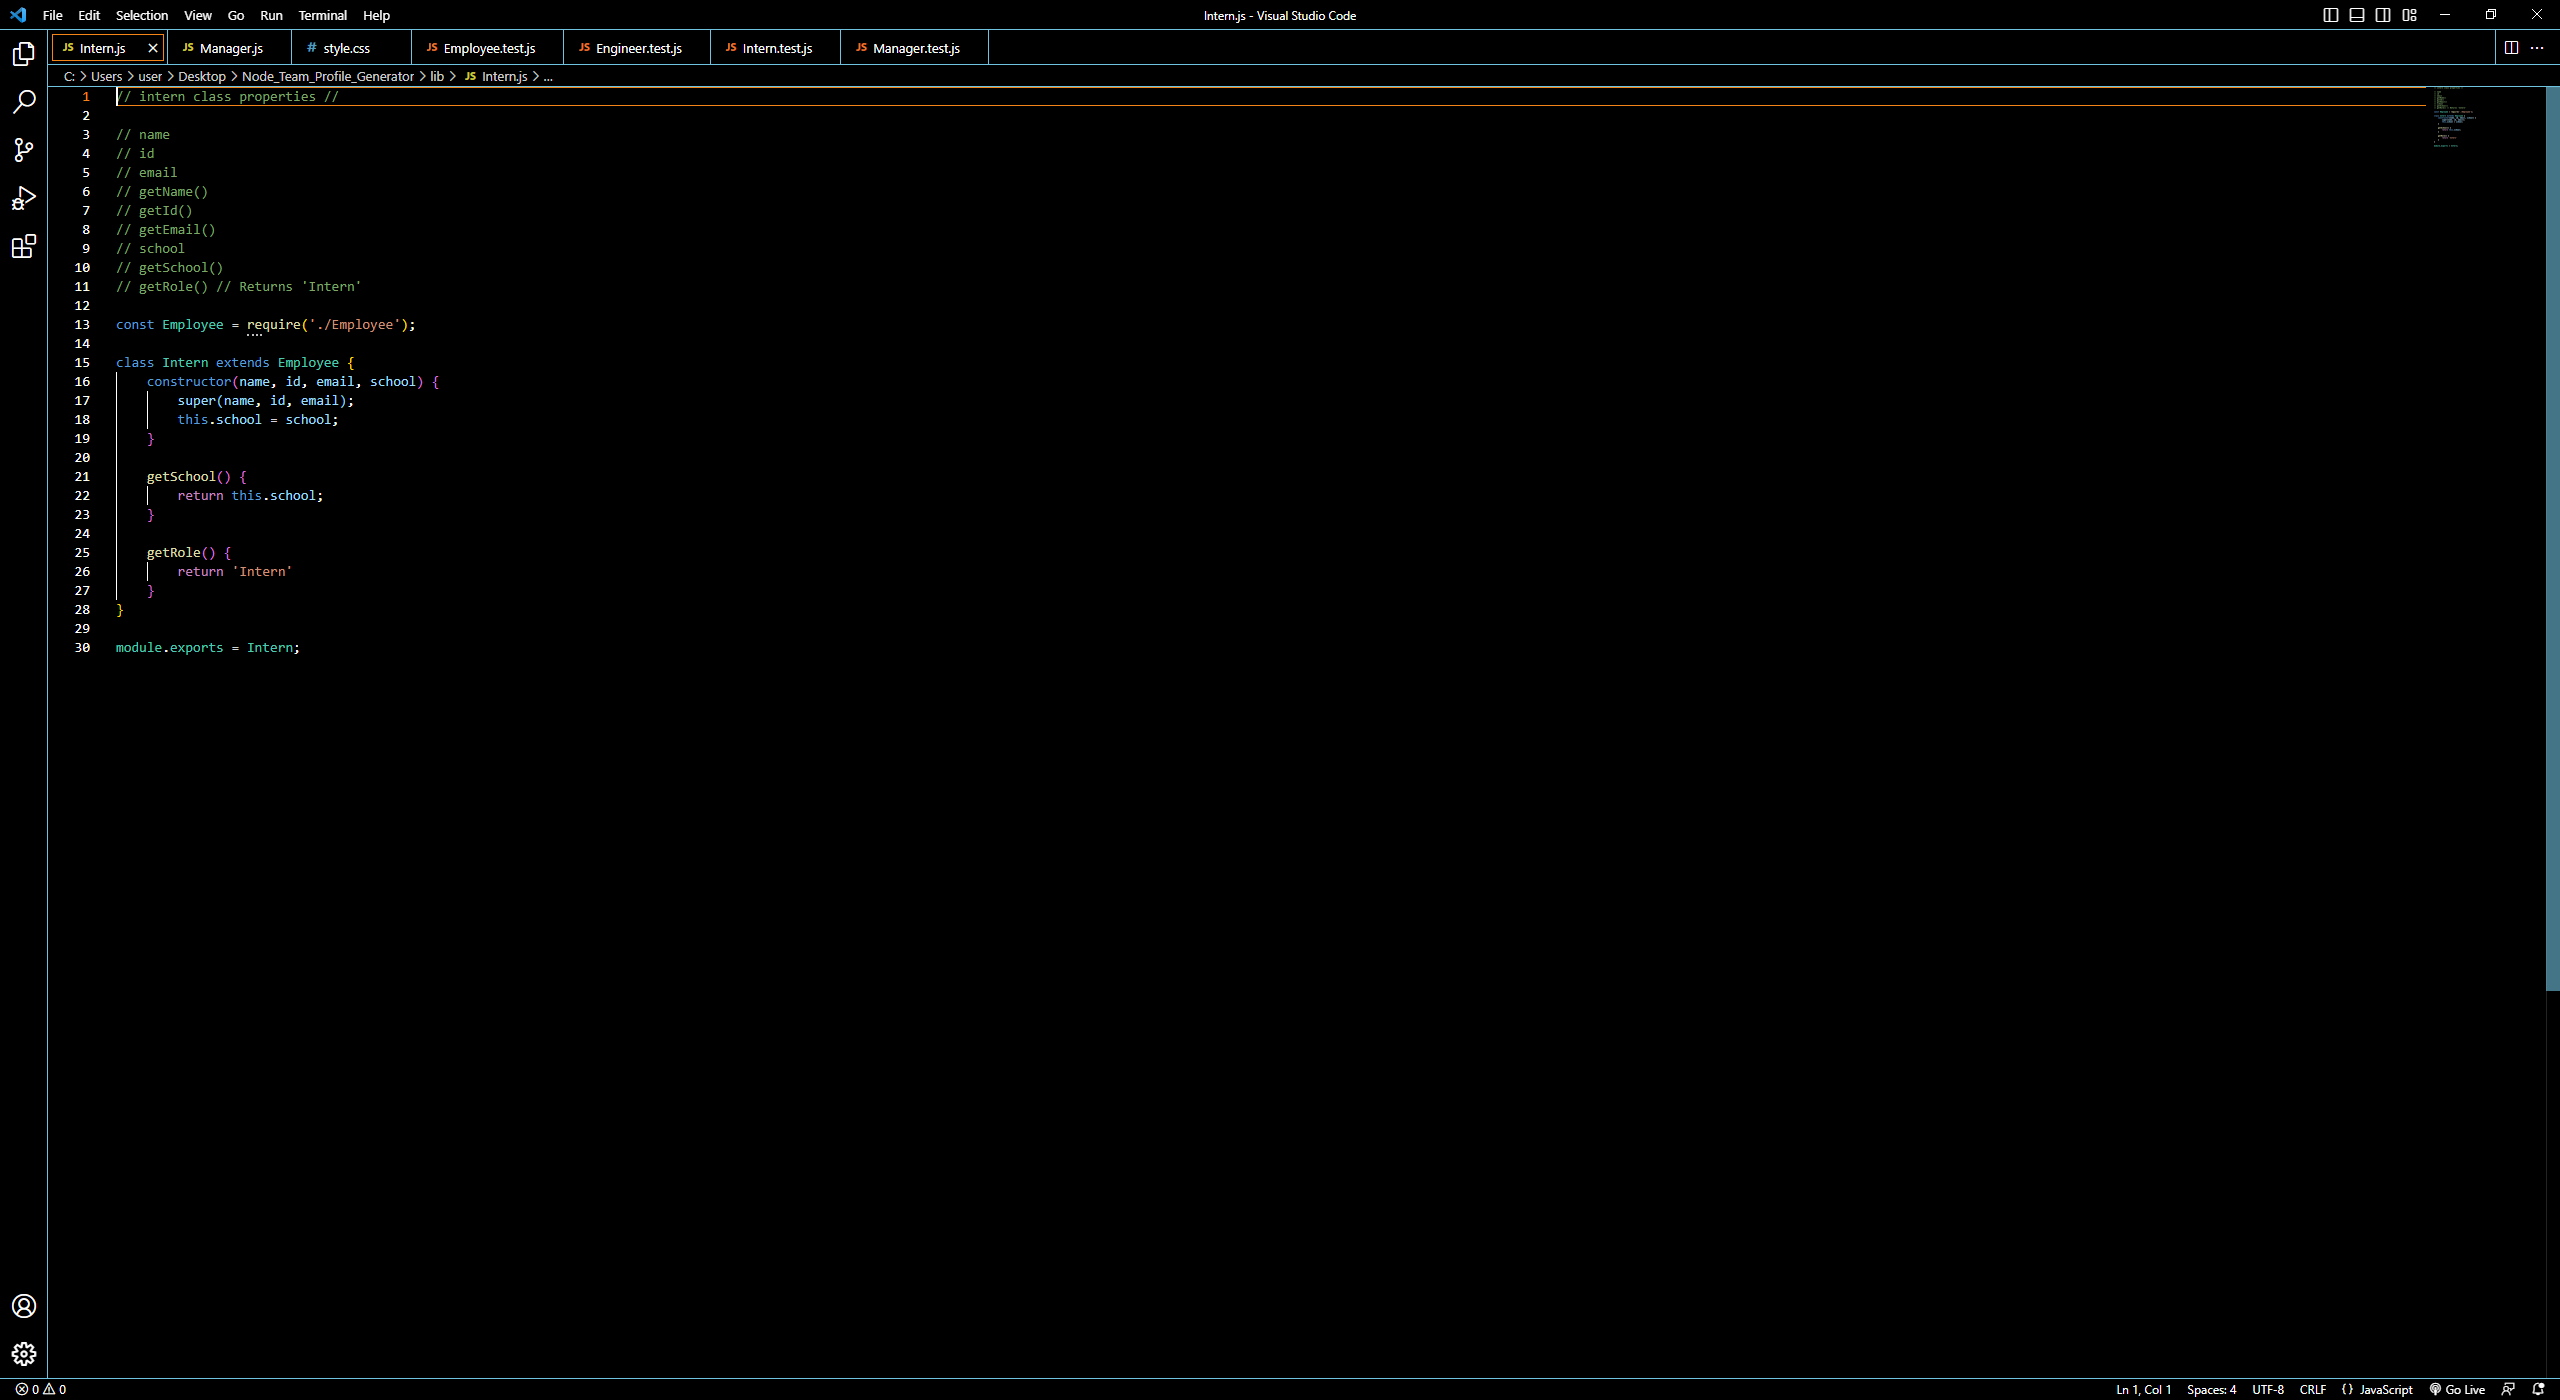 File Edit Selection View Go Run Terminal Help Intern.js - Visual Studio Code
JS Intern.js JS Manager.js # style.css JS Employee.test.js JS Engineer.test.js JS Intern.test.js JS Manager.test.js
C: > Users > user > Desktop > Node_Team_Profile_Generator > lib > JS Intern.js > ...
1 // intern class properties //
2
3 // name
4 // id
5 // email
6 // getName()
7 // getId()
8 // getEmail()
9 // school
10 // getSchool()
11 // getRole() // Returns 'Intern'
12
13 const Employee = require('./Employee');
14
15 class Intern extends Employee {
16     constructor(name, id, email, school) {
17         super(name, id, email);
18         this.school = school;
19     }
20
21     getSchool() {
22         return this.school;
23     }
24
25     getRole() {
26         return 'Intern'
27     }
28 }
29
30 module.exports = Intern;
0 0 Ln 1, Col 1 Spaces: 4 UTF-8 CRLF {} JavaScript Go Live